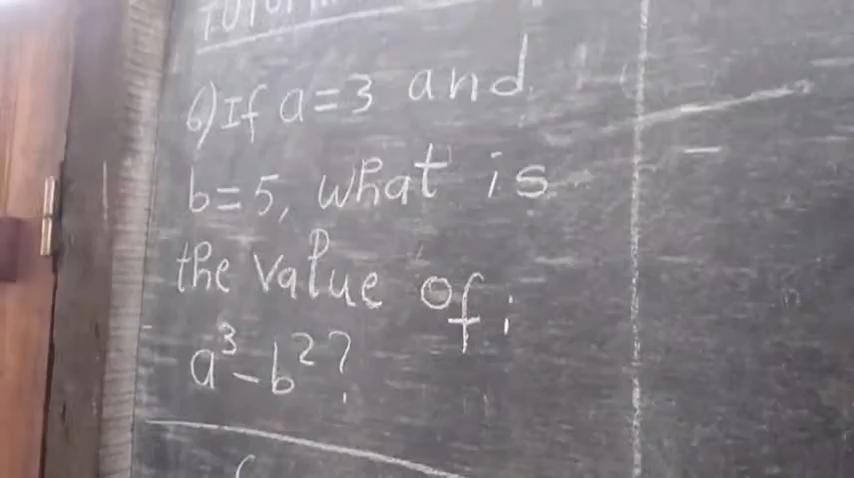 6) If a = 3 and
b = 5, what is
the value of;
a³ - b²?